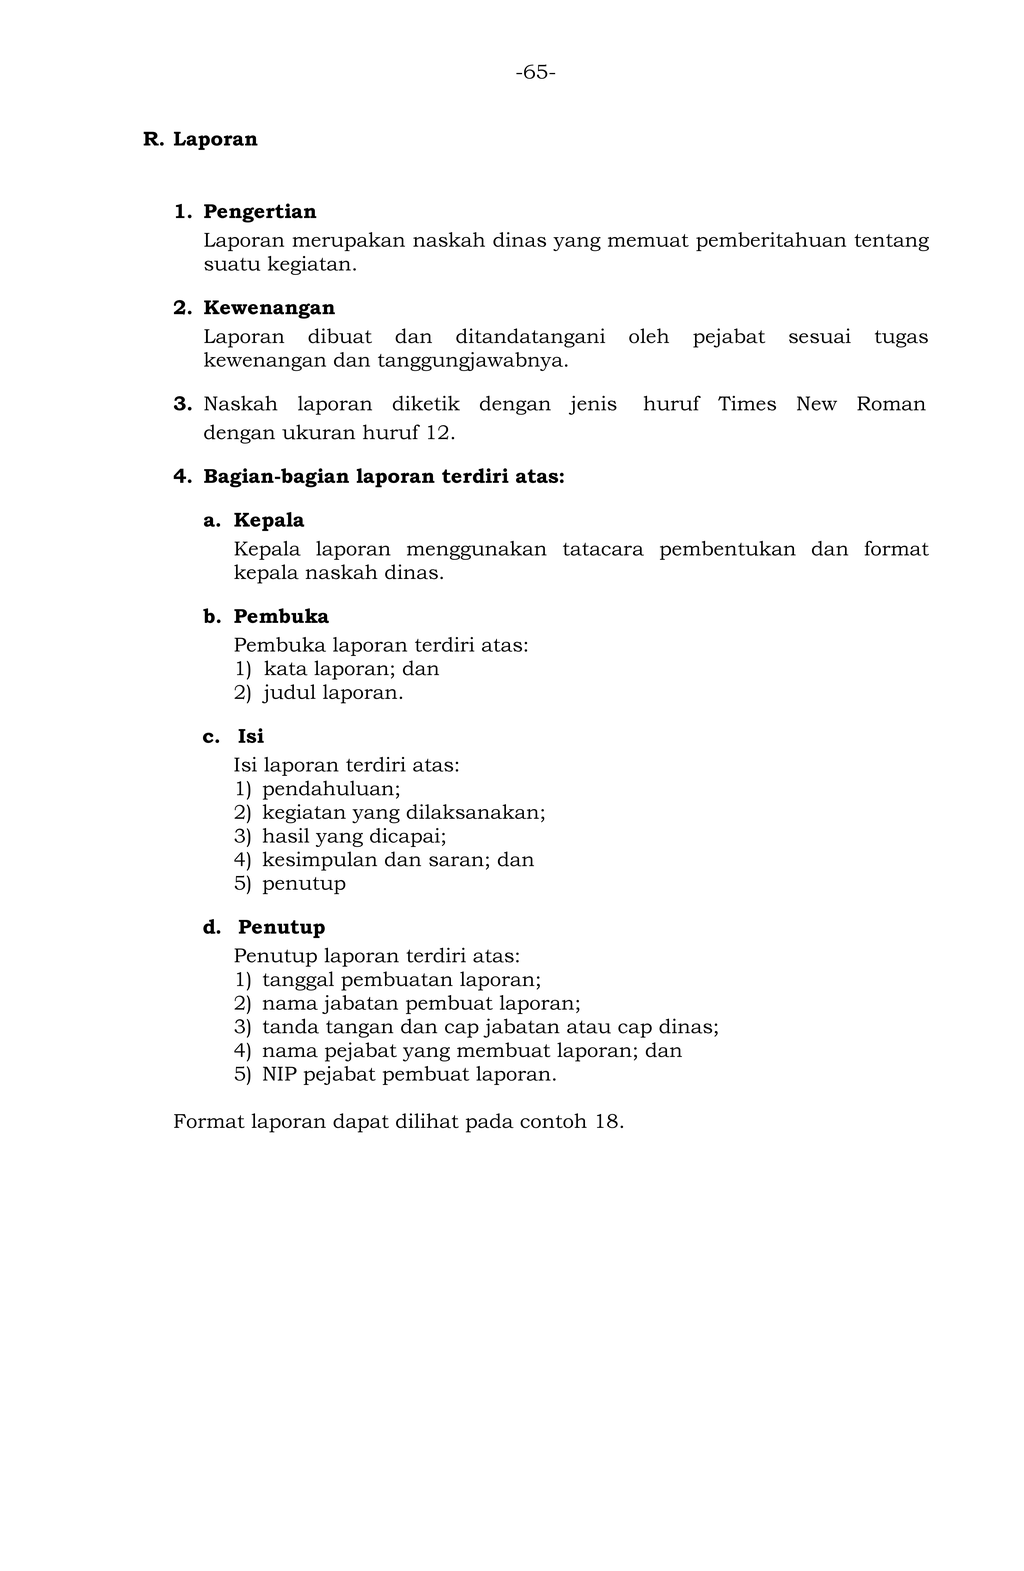 -65-
R. Laporan
1. Pengertian
Laporan merupakan naskah dinas yang memuat pemberitahuan tentang
suatu kegiatan.
2. Kewenangan
Laporan dibuat dan ditandatangani oleh pejabat sesuai tugas
kewenangan dan tanggungjawabnya.
3. Naskah laporan diketik dengan jenis huruf Times New Roman
dengan ukuran huruf 12.
4. Bagian-bagian laporan terdiri atas:
a. Kepala
Kepala laporan menggunakan tatacara pembentukan dan format
kepala naskah dinas.
b. Pembuka
Pembuka laporan terdiri atas:
1) kata laporan; dan
2) judul laporan.
c. Isi
Isi laporan terdiri atas:
1) pendahuluan;
2) kegiatan yang dilaksanakan;
3) hasil yang dicapai;
4) kesimpulan dan saran; dan
5) penutup
d. Penutup
Penutup laporan terdiri atas:
1) tanggal pembuatan laporan;
2) nama jabatan pembuat laporan;
3) tanda tangan dan cap jabatan atau cap dinas;
4) nama pejabat yang membuat laporan; dan
5) NIP pejabat pembuat laporan.
Format laporan dapat dilihat pada contoh 18.